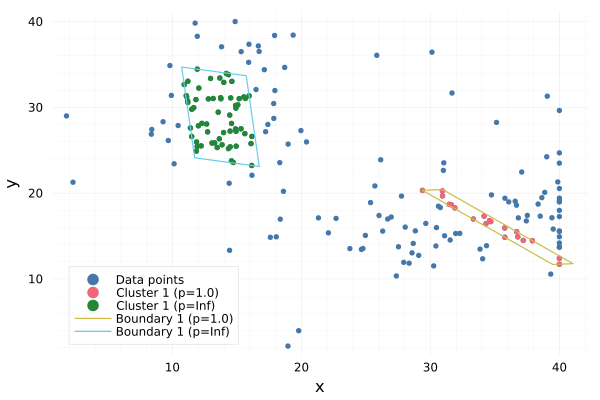 40
30
20
10
y
Data points
Cluster 1 (p=1.0)
Cluster 1 (p=Inf)
Boundary 1 (p=1.0)
Boundary 1 (p=Inf)
10 20 30 40
x